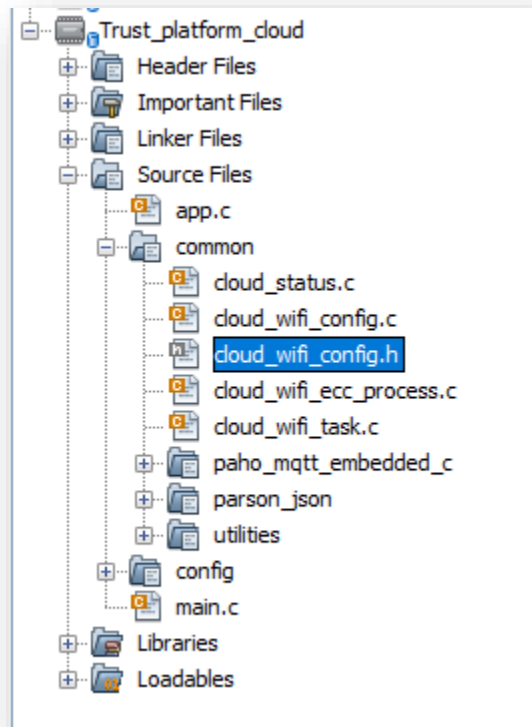 Trust_platform_cloud
Header Files
Important Files
Linker Files
Source Files
app.c
common
cloud_status.c
cloud_wifi_config.c
cloud_wifi_config.h
cloud_wifi_ecc_process.c
cloud_wifi_task.c
paho_mqtt_embedded_c
parson_json
utilities
config
main.c
Libraries
Loadables